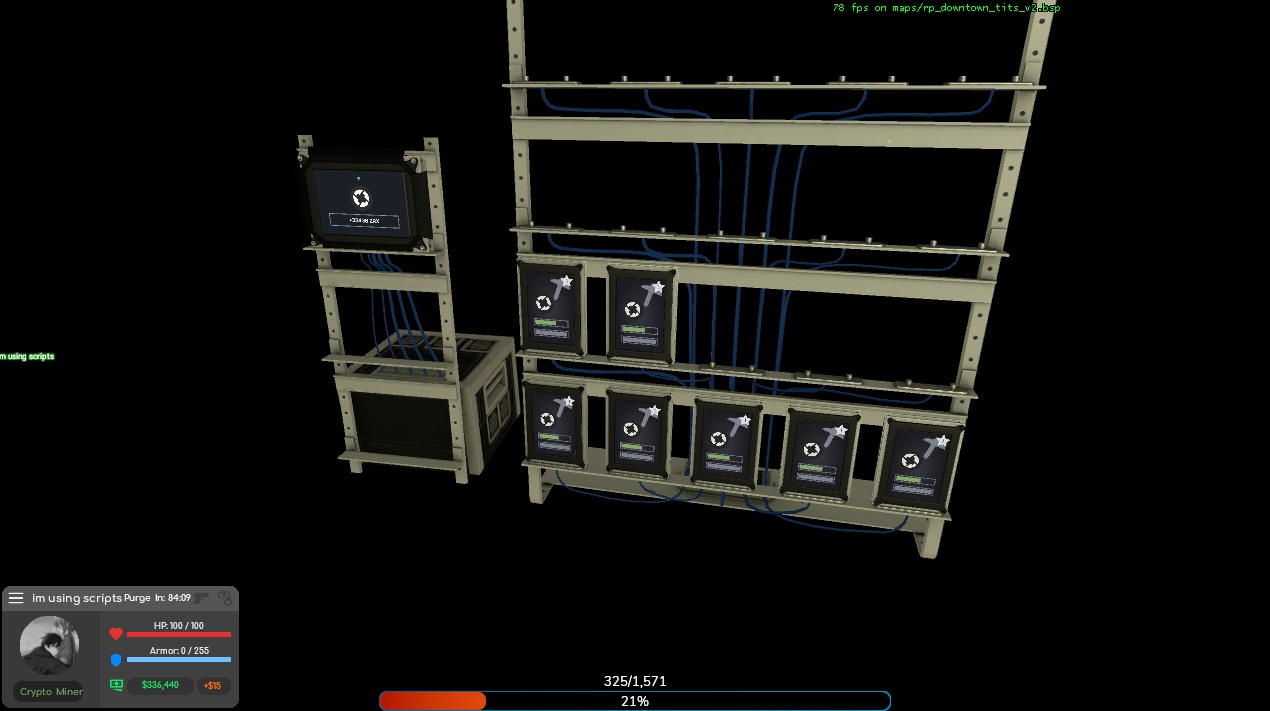 78 fps on maps/rp_downtown_tits_v2.bsp
m using scripts
im using scripts Purge In: 84:09
HP: 100 / 100
Armor: 0 / 255
Crypto Miner
$336,440
+$15
325/1,571
21%